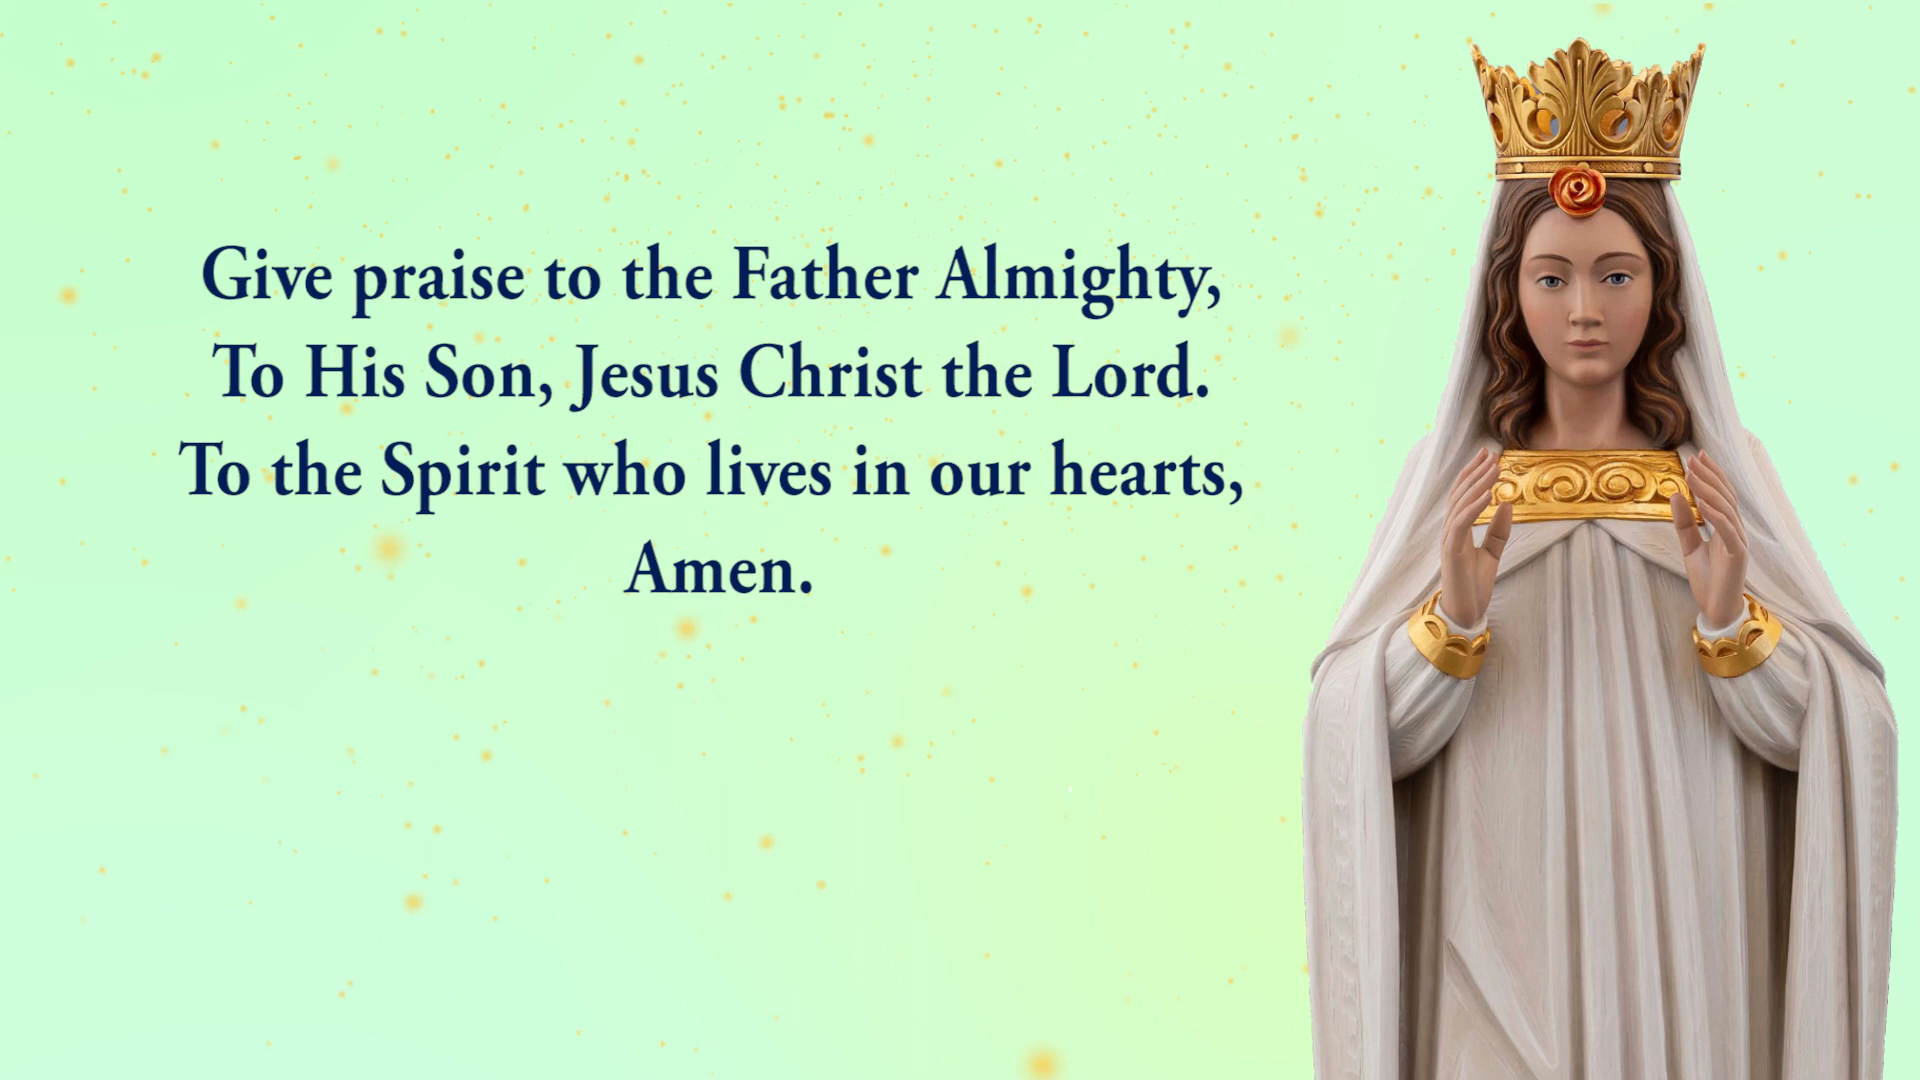 Give praise to the Father Almighty,
To His Son, Jesus Christ the Lord.
To the Spirit who lives in our hearts,
Amen.